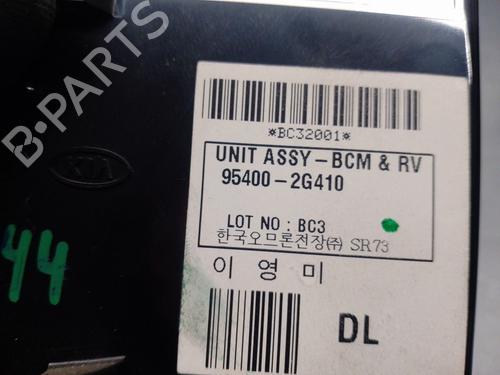 B-PARTS
*BC32001*
UNIT ASSY-BCM & RV
95400-2G410
LOT NO : BC3
한국오므론전장(주) SR73
이 영 미
DL
KIA
44